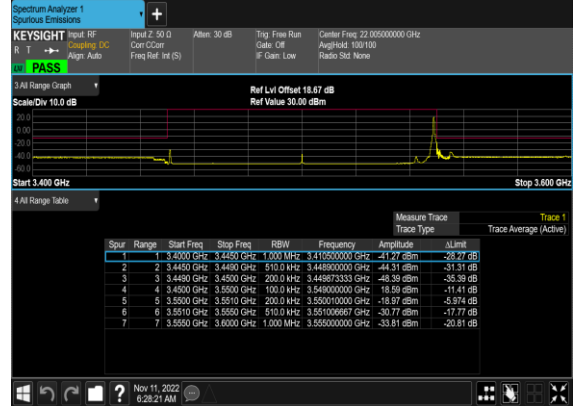 Spectrum Analyzer 1
Spurious Emissions
KEYSIGHT Input: RF Input Z: 50 Ω Atten: 30 dB Trig: Free Run Center Freq: 22.005000000 GHz
R T Coupling: DC Corr CCorr Gate: Off Avg|Hold: 100/100
Align: Auto Freq Ref: Int (S) IF Gain: Low Radio Std: None
LU PASS
3 All Range Graph
Ref Lvl Offset 18.67 dB
Scale/Div 10.0 dB Ref Value 30.00 dBm
20.0
0.00
-20.0
-40.0
-60.0
Start 3.400 GHz Stop 3.600 GHz
4 All Range Table
Measure Trace Trace 1
Trace Type Trace Average (Active)
Spur Range Start Freq Stop Freq RBW Frequency Amplitude ΔLimit
1 1 3.4000 GHz 3.4450 GHz 1.000 MHz 3.410500000 GHz -41.27 dBm -28.27 dB
2 2 3.4450 GHz 3.4490 GHz 510.0 kHz 3.448900000 GHz -44.31 dBm -31.31 dB
3 3 3.4490 GHz 3.4500 GHz 200.0 kHz 3.449873333 GHz -48.39 dBm -35.39 dB
4 4 3.4500 GHz 3.5500 GHz 100.0 kHz 3.549000000 GHz 18.59 dBm -11.41 dB
5 5 3.5500 GHz 3.5510 GHz 200.0 kHz 3.550010000 GHz -18.97 dBm -5.974 dB
6 6 3.5510 GHz 3.5550 GHz 510.0 kHz 3.551006667 GHz -30.77 dBm -17.77 dB
7 7 3.5550 GHz 3.6000 GHz 1.000 MHz 3.555000000 GHz -33.81 dBm -20.81 dB
Nov 11, 2022
6:28:21 AM